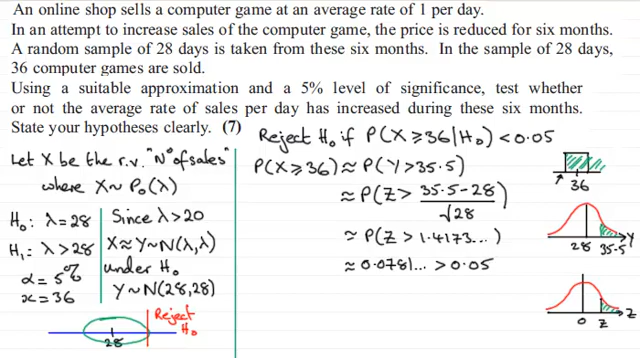 An online shop sells a computer game at an average rate of 1 per day.
In an attempt to increase sales of the computer game, the price is reduced for six months.
A random sample of 28 days is taken from these six months. In the sample of 28 days,
36 computer games are sold.
Using a suitable approximation and a 5% level of significance, test whether
or not the average rate of sales per day has increased during these six months.
State your hypotheses clearly. (7)
Let X be the r.v. "Nº of sales"
where X ~ Po(λ)
H₀: λ = 28
H₁: λ > 28
α = 5%
x = 36
Since λ > 20
X ≈ Y ~ N(λ, λ)
under H₀
Y ~ N(28, 28)
28
Reject
H₀
Reject H₀ if P(X ≥ 36 | H₀) < 0.05
P(X ≥ 36) ≈ P(Y > 35.5)
≈ P(Z > 35.5 - 28 / √28)
≈ P(Z > 1.4173...)
≈ 0.0781... > 0.05
36
28 35.5 Y
0 Z Z